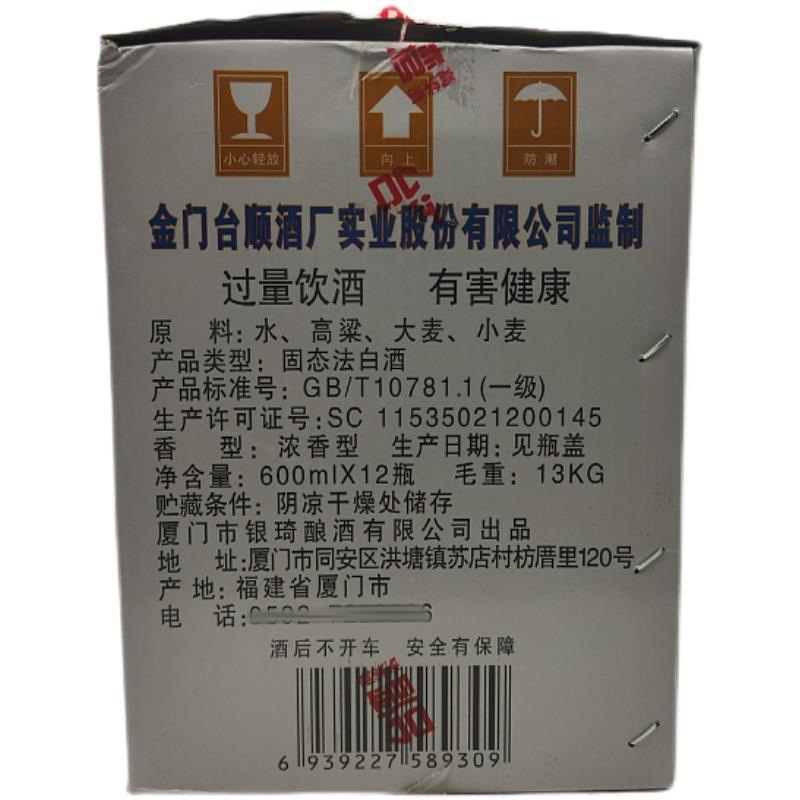 小心轻放 向上 防潮
金门台顺酒厂实业股份有限公司监制
过量饮酒 有害健康
原 料: 水、高粱、大麦、小麦
产品类型: 固态法白酒
产品标准号: GB/T10781.1(一级)
生产许可证号:SC 11535021200145
香 型: 浓香型 生产日期: 见瓶盖
净含量: 600mlX12瓶 毛重: 13KG
贮藏条件: 阴凉干燥处储存
厦门市银琦酿酒有限公司出品
地 址:厦门市同安区洪塘镇苏店村枋厝里120号
产 地: 福建省厦门市
电 话:
酒后不开车 安全有保障
6 939227 589309